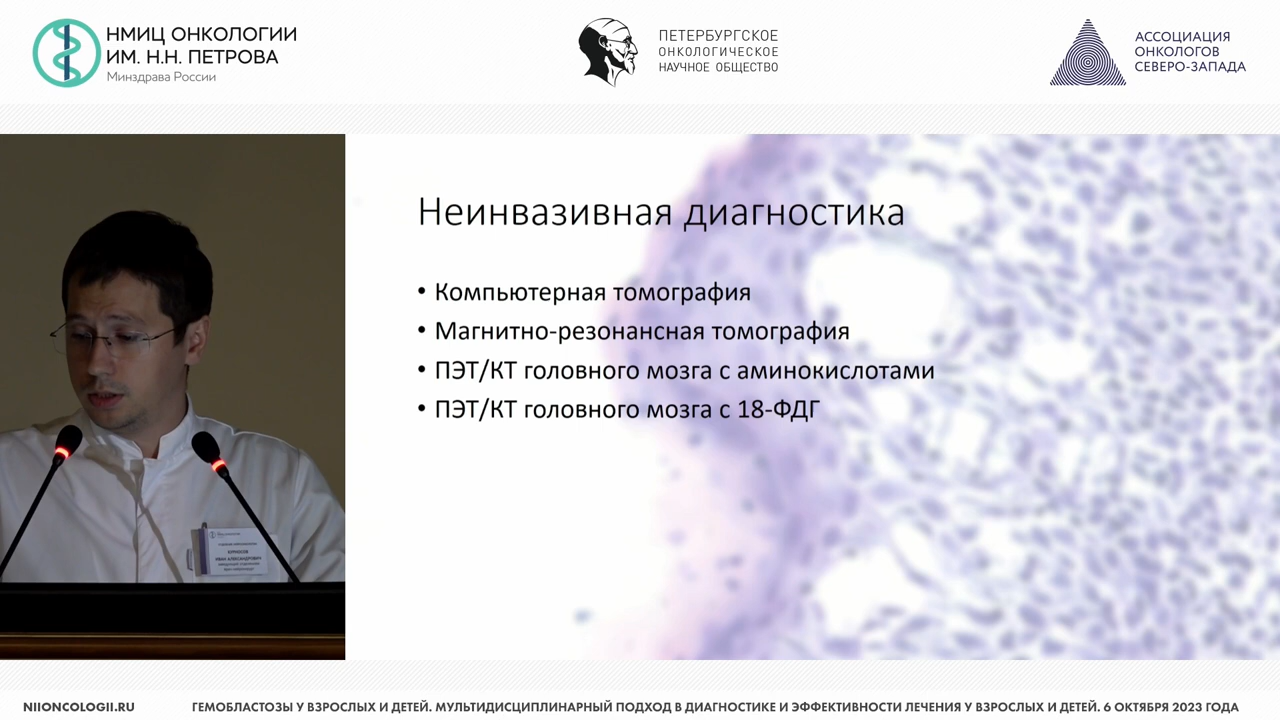 НМИЦ ОНКОЛОГИИ
ИМ. Н.Н. ПЕТРОВА
Минздрава России
ПЕТЕРБУРГСКОЕ
ОНКОЛОГИЧЕСКОЕ
НАУЧНОЕ ОБЩЕСТВО
АССОЦИАЦИЯ
ОНКОЛОГОВ
СЕВЕРО-ЗАПАДА
Неинвазивная диагностика
• Компьютерная томография
• Магнитно-резонансная томография
• ПЭТ/КТ головного мозга с аминокислотами
• ПЭТ/КТ головного мозга с 18-ФДГ
ИВАН АЛЕКСАНДРОВИЧ
NIIONCOLOGII.RU
ГЕМОБЛАСТОЗЫ У ВЗРОСЛЫХ И ДЕТЕЙ. МУЛЬТИДИСЦИПЛИНАРНЫЙ ПОДХОД В ДИАГНОСТИКЕ И ЭФФЕКТИВНОСТИ ЛЕЧЕНИЯ У ВЗРОСЛЫХ И ДЕТЕЙ. 6 ОКТЯБРЯ 2023 ГОДА